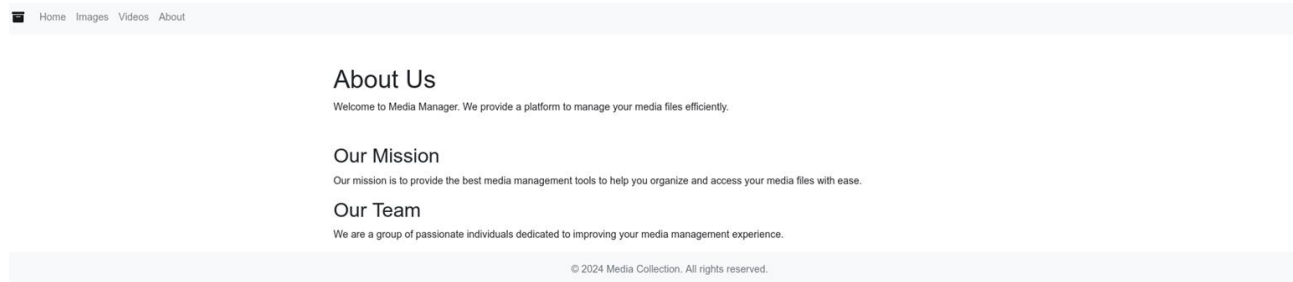 Home Images Videos About
About Us
Welcome to Media Manager. We provide a platform to manage your media files efficiently.
Our Mission
Our mission is to provide the best media management tools to help you organize and access your media files with ease.
Our Team
We are a group of passionate individuals dedicated to improving your media management experience.
© 2024 Media Collection. All rights reserved.